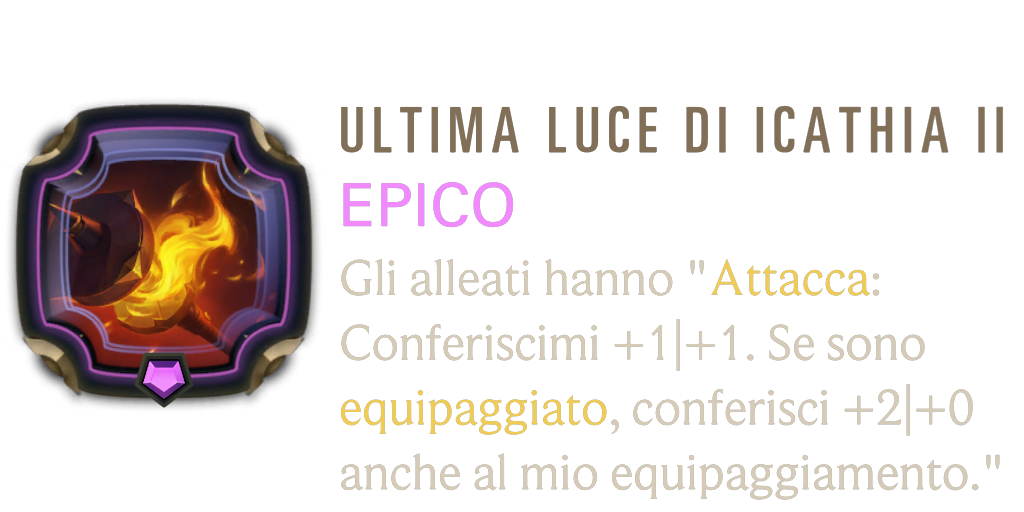 ULTIMA LUCE DI ICATHIA II
EPICO
Gli alleati hanno "Attacca:
Conferiscimi +1|+1. Se sono
equipaggiato, conferisci +2|+0
anche al mio equipaggiamento."